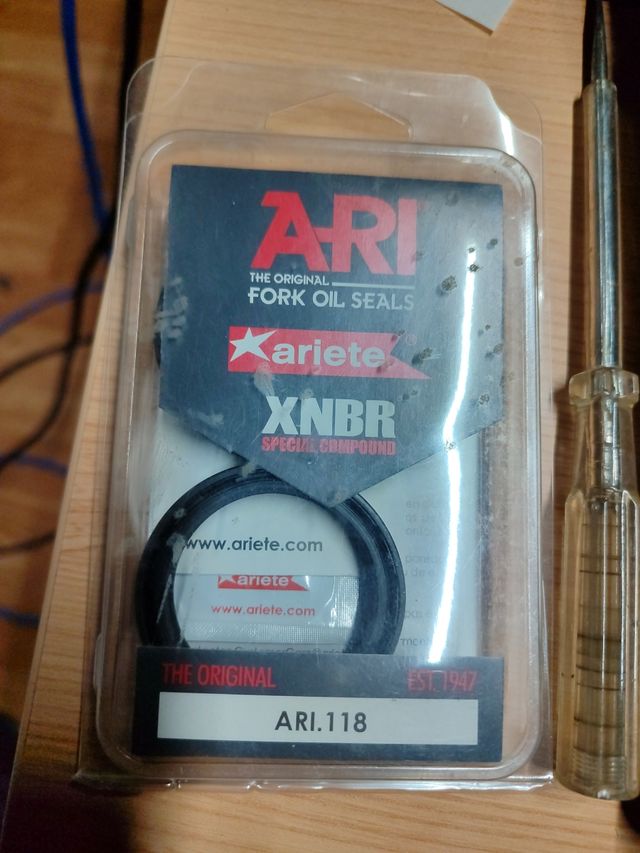 ARI
THE ORIGINAL
FORK OIL SEALS
ariete
XNBR
SPECIAL COMPOUND
www.ariete.com
ariete
www.ariete.com
THE ORIGINAL
EST. 1947
ARI.118